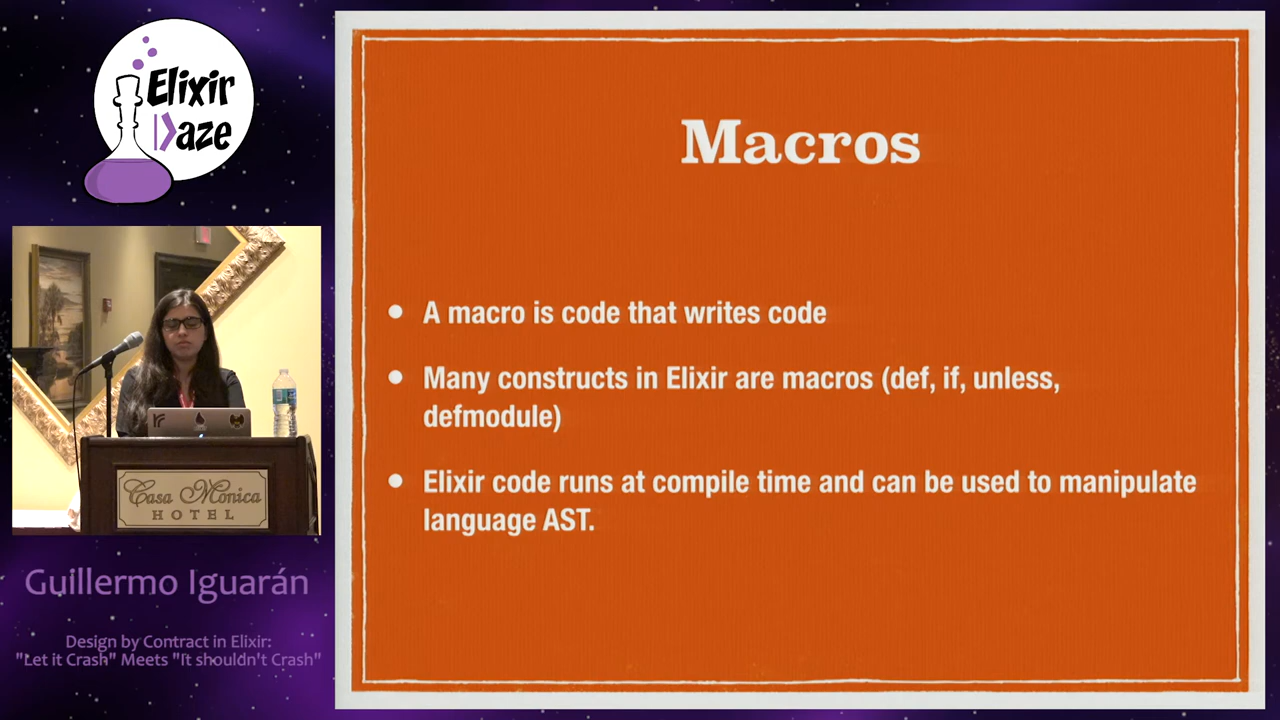 Elixir
Daze
Casa Monica
HOTEL
Guillermo Iguarán
Design by Contract in Elixir:
"Let it Crash" Meets "It shouldn't Crash"
Macros
• A macro is code that writes code
• Many constructs in Elixir are macros (def, if, unless,
defmodule)
• Elixir code runs at compile time and can be used to manipulate
language AST.